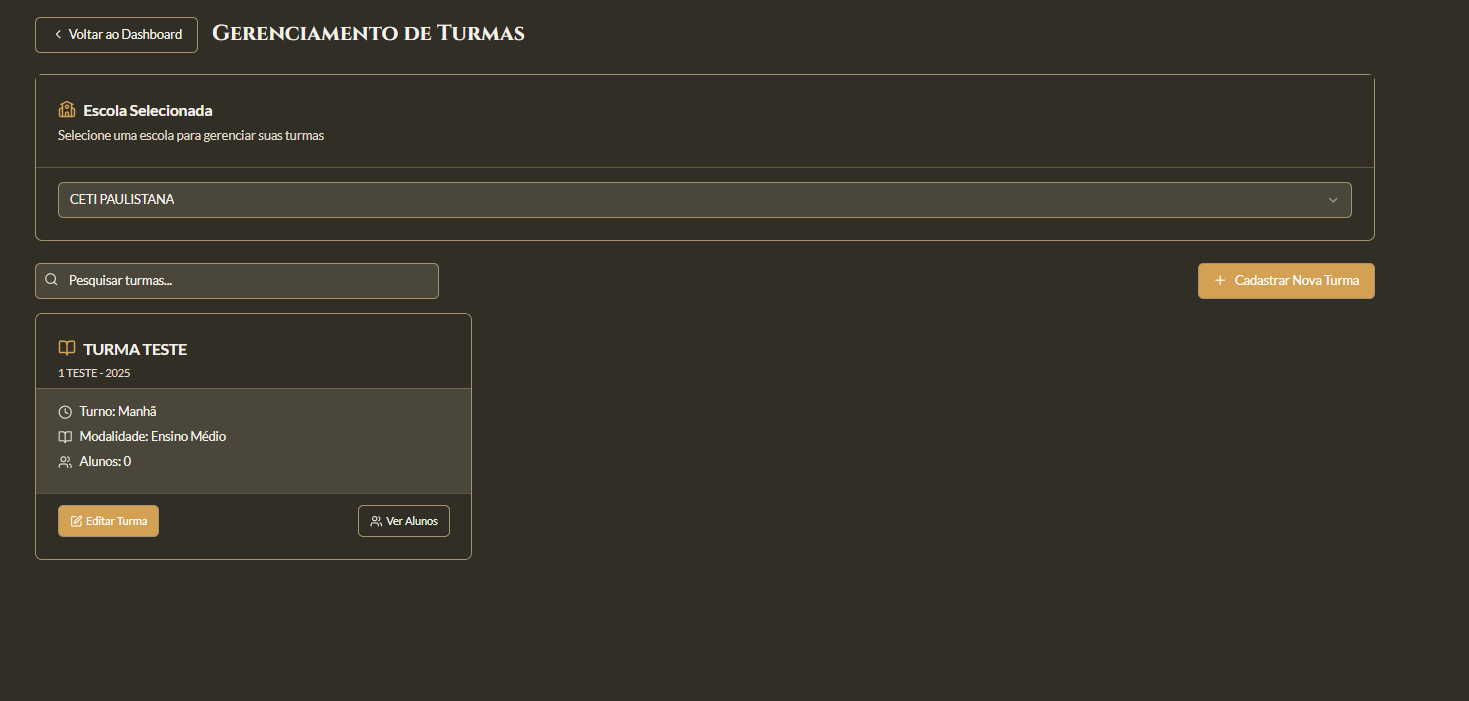 Voltar ao Dashboard
Gerenciamento de Turmas
Escola Selecionada
Selecione uma escola para gerenciar suas turmas
CETI PAULISTANA
Pesquisar turmas...
Cadastrar Nova Turma
TURMA TESTE
1 TESTE - 2025
Turno: Manhã
Modalidade: Ensino Médio
Alunos: 0
Editar Turma
Ver Alunos